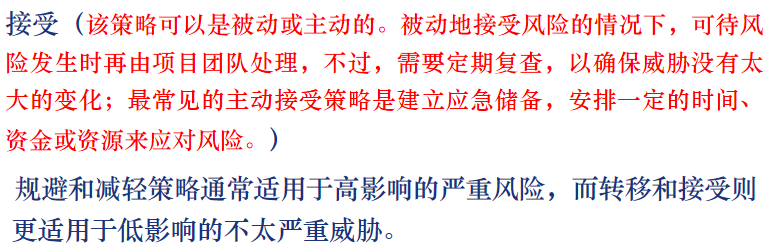 接受（该策略可以是被动或主动的。被动地接受风险的情况下，可待风
险发生时再由项目团队处理，不过，需要定期复查，以确保威胁没有太
大的变化；最常见的主动接受策略是建立应急储备，安排一定的时间、
资金或资源来应对风险。）
规避和减轻策略通常适用于高影响的严重风险，而转移和接受则
更适用于低影响的不太严重威胁。